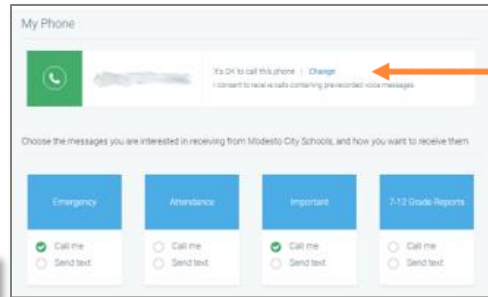 My Phone
It's OK to call this phone | Change
I consent to receive calls containing pre-recorded voice messages.
Choose the messages you are interested in receiving from Modesto City Schools, and how you want to receive them
Emergency Attendance Important 7-12 Grade Reports
Call me Call me Call me Call me
Send text Send text Send text Send text